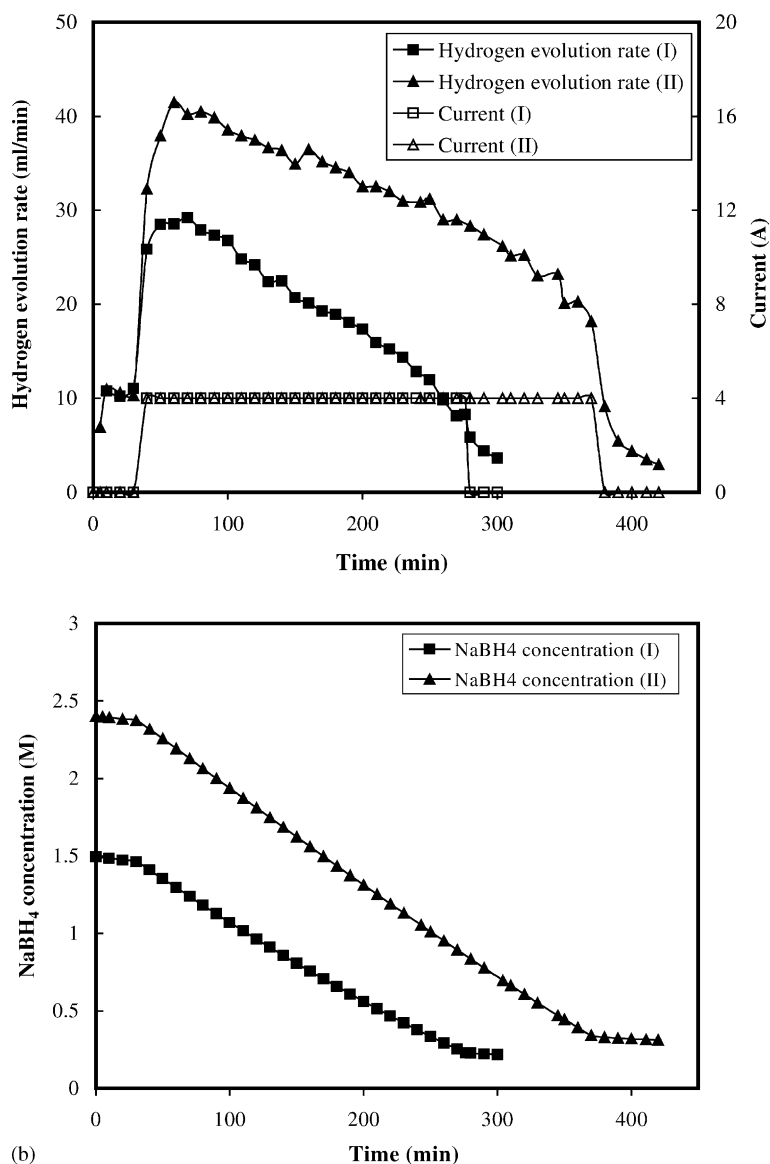 50
40
30
20
10
0
Hydrogen evolution rate (ml/min)
20
16
12
8
4
0
Current (A)
Hydrogen evolution rate (I)
Hydrogen evolution rate (II)
Current (I)
Current (II)
0 100 200 300 400
Time (min)
3
2.5
2
1.5
1
0.5
0
NaBH4 concentration (M)
NaBH4 concentration (I)
NaBH4 concentration (II)
0 100 200 300 400
(b) Time (min)